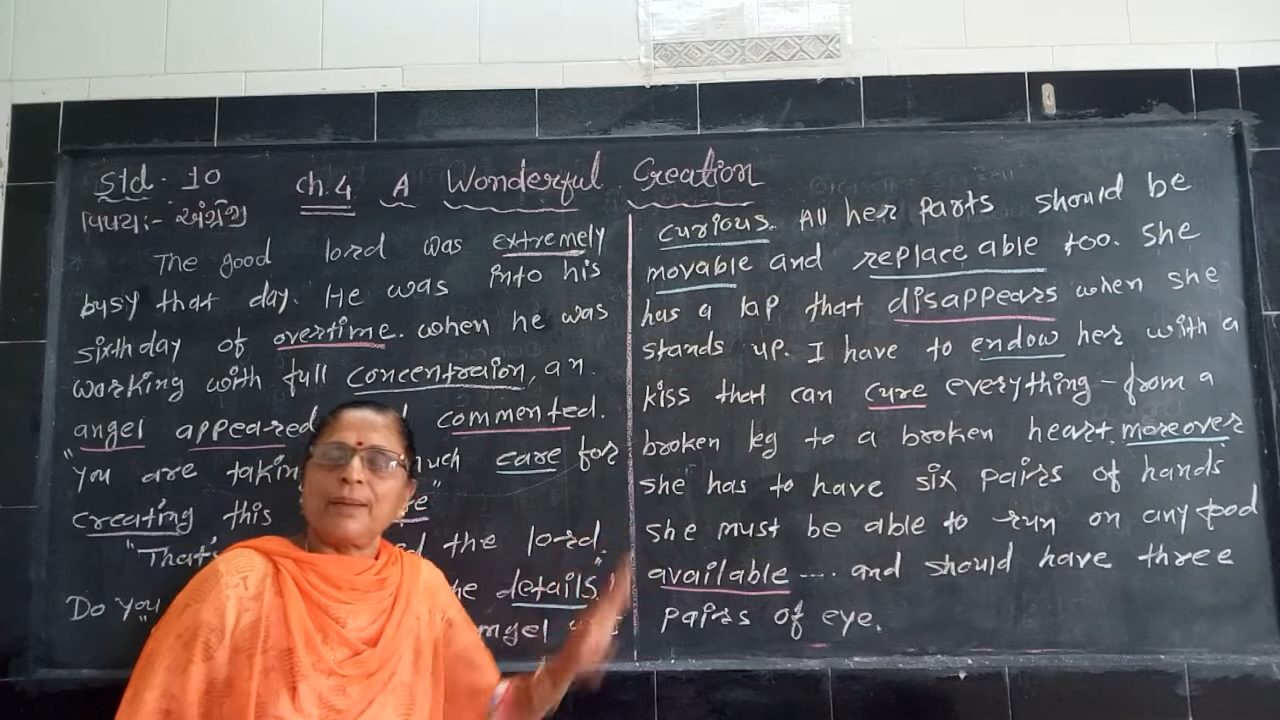 Std. 10 ch.4 A Wonderful Creation
વિષય:- અંગ્રેજી
The good lord was extremely
busy that day. He was into his
sixth day of overtime. when he was
working with full concentraion, an
angel appeared commented.
"You are much care for
creating this
"That's the lord.
Do you the details."
angel was
curious. All her parts should be
movable and replace able too. She
has a lap that disappears when she
stands up. I have to endow her with a
kiss that can cure everything - from a
broken leg to a broken heart. moreover
she has to have six pairs of hands
she must be able to run on any food
available .... and should have three
pairs of eye.